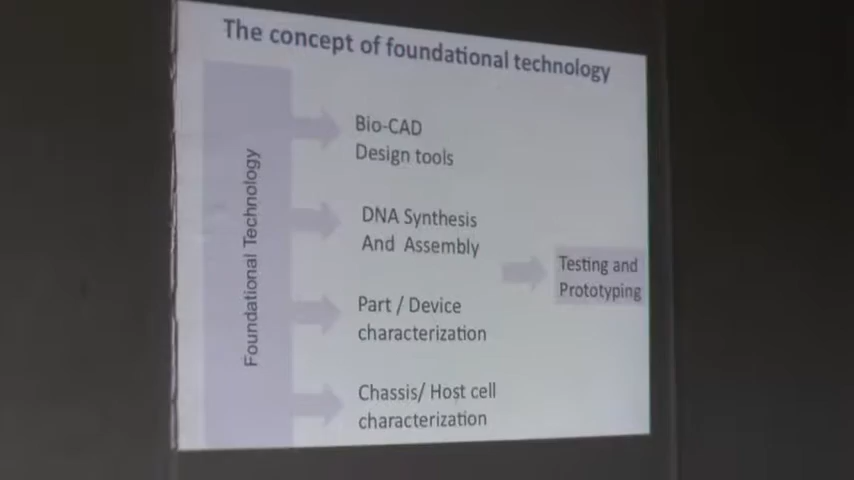 The concept of foundational technology
Foundational Technology
Bio-CAD
Design tools
DNA Synthesis
And Assembly
Part / Device
characterization
Chassis/ Host cell
characterization
Testing and
Prototyping